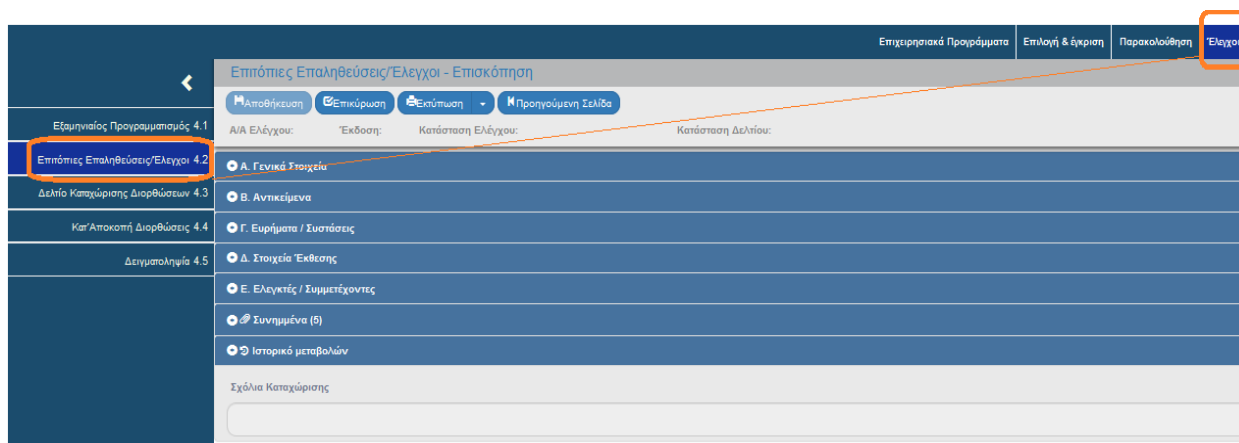 Επιχειρησιακά Προγράμματα Επιλογή & έγκριση Παρακολούθηση Έλεγχοι
Επιτόπιες Επαληθεύσεις/Έλεγχοι - Επισκόπηση
Αποθήκευση Επικύρωση Εκτύπωση Προηγούμενη Σελίδα
Εξαμηνιαίος Προγραμματισμός 4.1
Α/Α Ελέγχου: Έκδοση: Κατάσταση Ελέγχου: Κατάσταση Δελτίου:
Επιτόπιες Επαληθεύσεις/Έλεγχοι 4.2
Α. Γενικά Στοιχεία
Δελτίο Καταχώρισης Διορθώσεων 4.3
Β. Αντικείμενα
Κατ'Αποκοπή Διορθώσεις 4.4
Γ. Ευρήματα / Συστάσεις
Δειγματοληψία 4.5
Δ. Στοιχεία Έκθεσης
Ε. Ελεγκτές / Συμμετέχοντες
Συνημμένα (5)
Ιστορικό μεταβολών
Σχόλια Καταχώρισης